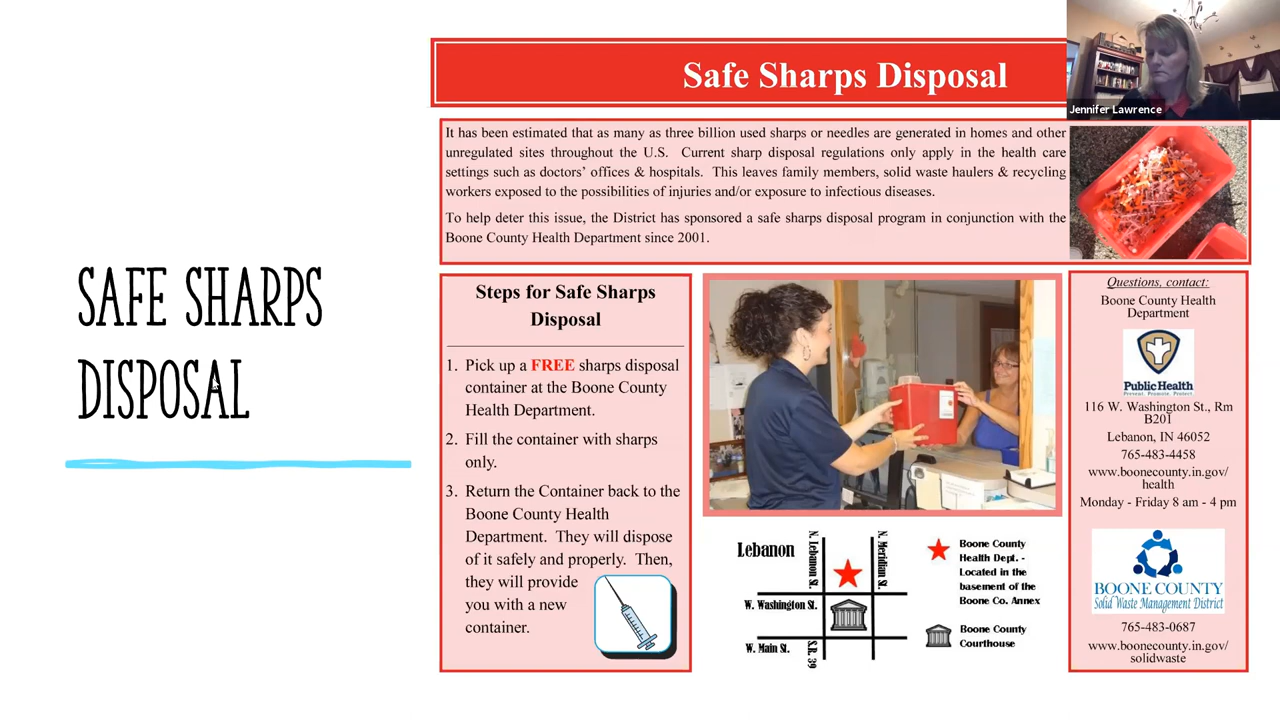 SAFE SHARPS
DISPOSAL
Safe Sharps Disposal
Jennifer Lawrence
It has been estimated that as many as three billion used sharps or needles are generated in homes and other
unregulated sites throughout the U.S. Current sharp disposal regulations only apply in the health care
settings such as doctors' offices & hospitals. This leaves family members, solid waste haulers & recycling
workers exposed to the possibilities of injuries and/or exposure to infectious diseases.
To help deter this issue, the District has sponsored a safe sharps disposal program in conjunction with the
Boone County Health Department since 2001.
Steps for Safe Sharps
Disposal
1. Pick up a FREE sharps disposal
container at the Boone County
Health Department.
2. Fill the container with sharps
only.
3. Return the Container back to the
Boone County Health
Department. They will dispose
of it safely and properly. Then,
they will provide
you with a new
container.
Lebanon
N. Lebanon St.
N. Meridian St.
W. Washington St.
W. Main St.
S.R. 39
Boone County
Health Dept. -
Located in the
basement of the
Boone Co. Annex
Boone County
Courthouse
Questions, contact:
Boone County Health
Department
Public Health
Prevent. Promote. Protect.
116 W. Washington St., Rm
B201
Lebanon, IN 46052
765-483-4458
www.boonecounty.in.gov/
health
Monday - Friday 8 am - 4 pm
BOONE COUNTY
Solid Waste Management District
765-483-0687
www.boonecounty.in.gov/
solidwaste